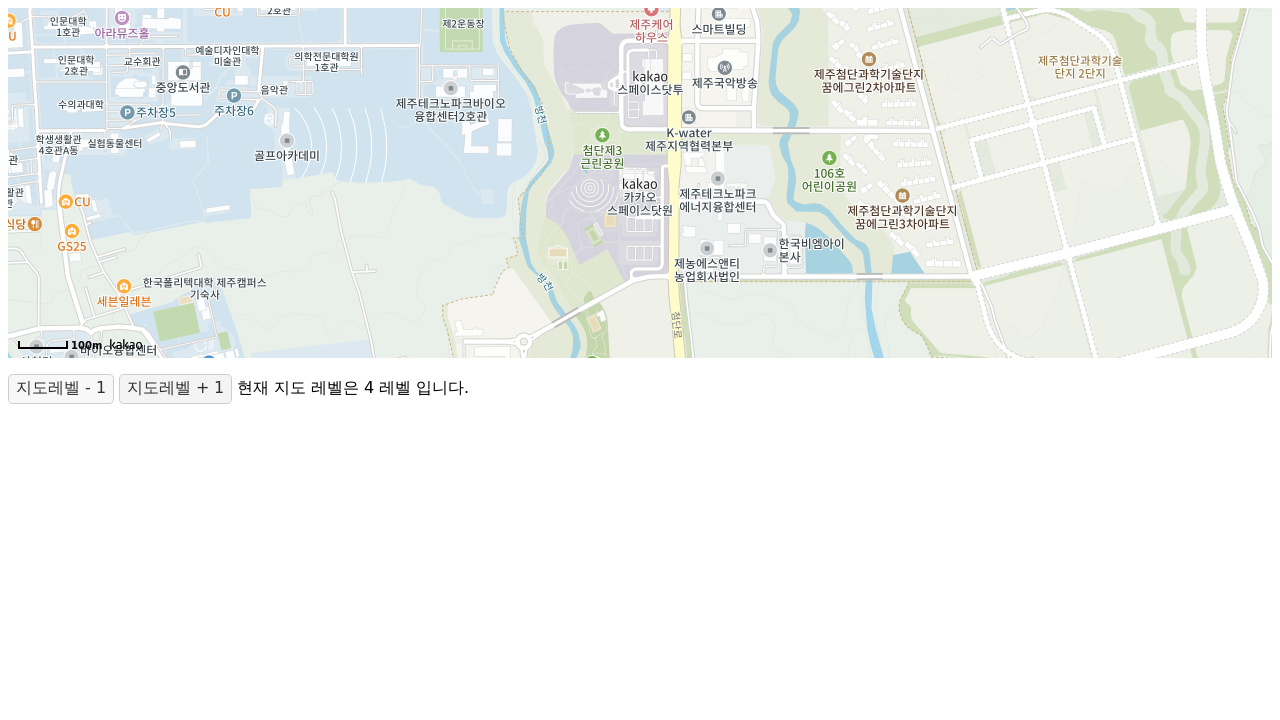 CU
2호관
제2운동장
제주케어
하우스
스마트빌딩
인문대학
1호관
아라뮤즈홀
예술디자인대학
미술관
의학전문대학원
1호관
제주첨단과학기술
단지 2단지
인문대학
2호관
교수회관
중앙도서관
음악관
kakao
스페이스닷투
제주국악방송
제주첨단과학기술단지
꿈에그린2차아파트
수의과대학
주차장5
주차장6
제주테크노파크바이오
융합센터2호관
방천
K-water
제주지역협력본부
학생생활관
4호관A동
실험동물센터
골프아카데미
첨단제3
근린공원
106호
어린이공원
kakao
카카오
스페이스닷원
제주테크노파크
에너지융합센터
CU
식당
GS25
제주첨단과학기술단지
꿈에그린3차아파트
한국비엠아이
본사
제농에스앤티
농업회사법인
한국폴리텍대학 제주캠퍼스
기숙사
세븐일레븐
방천
첨단로
100m kakao
바이오융합센터
지도레벨 - 1 지도레벨 + 1 현재 지도 레벨은 4 레벨 입니다.